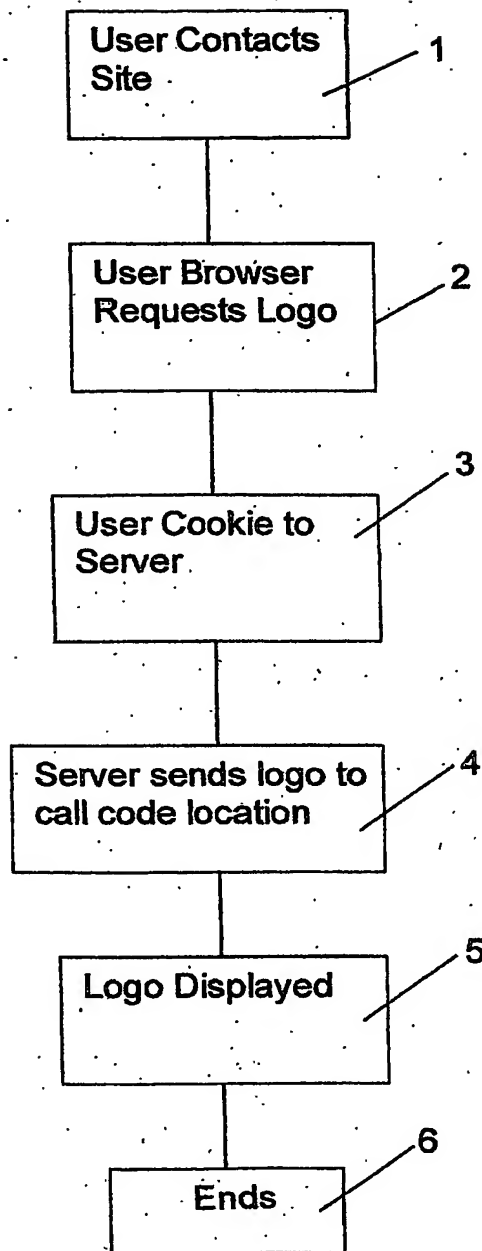 User Contacts
Site
1
User Browser
Requests Logo
2
User Cookie to
Server
3
Server sends logo to
call code location
4
Logo Displayed
5
Ends
6